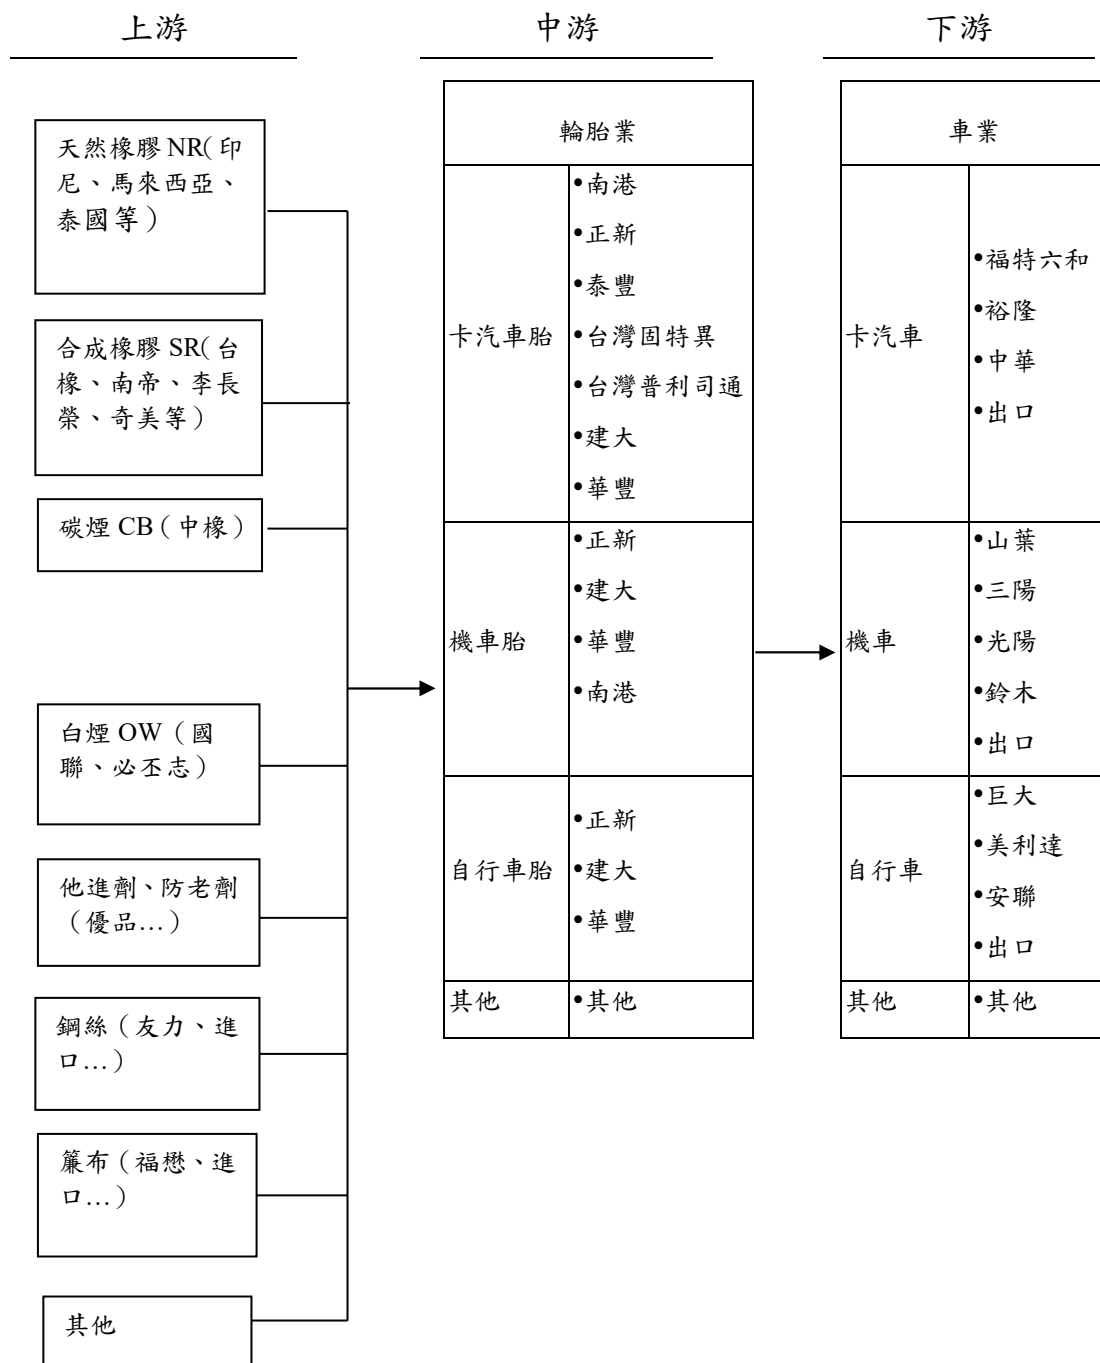 上游
中游
下游
天然橡膠 NR(印
尼、馬來西亞、
泰國等)
合成橡膠 SR(台
橡、南帝、李長
榮、奇美等)
碳煙 CB(中橡)
白煙 OW(國
聯、必丕志)
他進劑、防老劑
(優品…)
鋼絲(友力、進
口…)
簾布(福懋、進
口…)
其他
輪胎業
卡汽車胎
•南港
•正新
•泰豐
•台灣固特異
•台灣普利司通
•建大
•華豐
機車胎
•正新
•建大
•華豐
•南港
自行車胎
•正新
•建大
•華豐
其他
•其他
車業
卡汽車
•福特六和
•裕隆
•中華
•出口
機車
•山葉
•三陽
•光陽
•鈴木
•出口
自行車
•巨大
•美利達
•安聯
•出口
其他
•其他